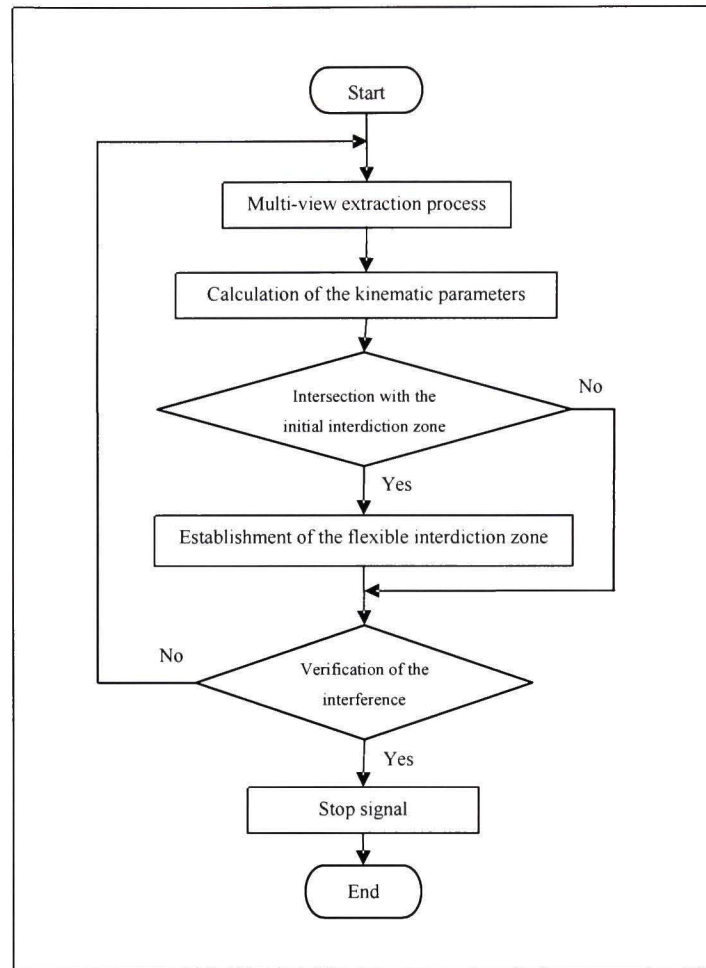 Start
Multi-view extraction process
Calculation of the kinematic parameters
Intersection with the
initial interdiction zone
No
Yes
Establishment of the flexible interdiction zone
No
Verification of the
interference
Yes
Stop signal
End